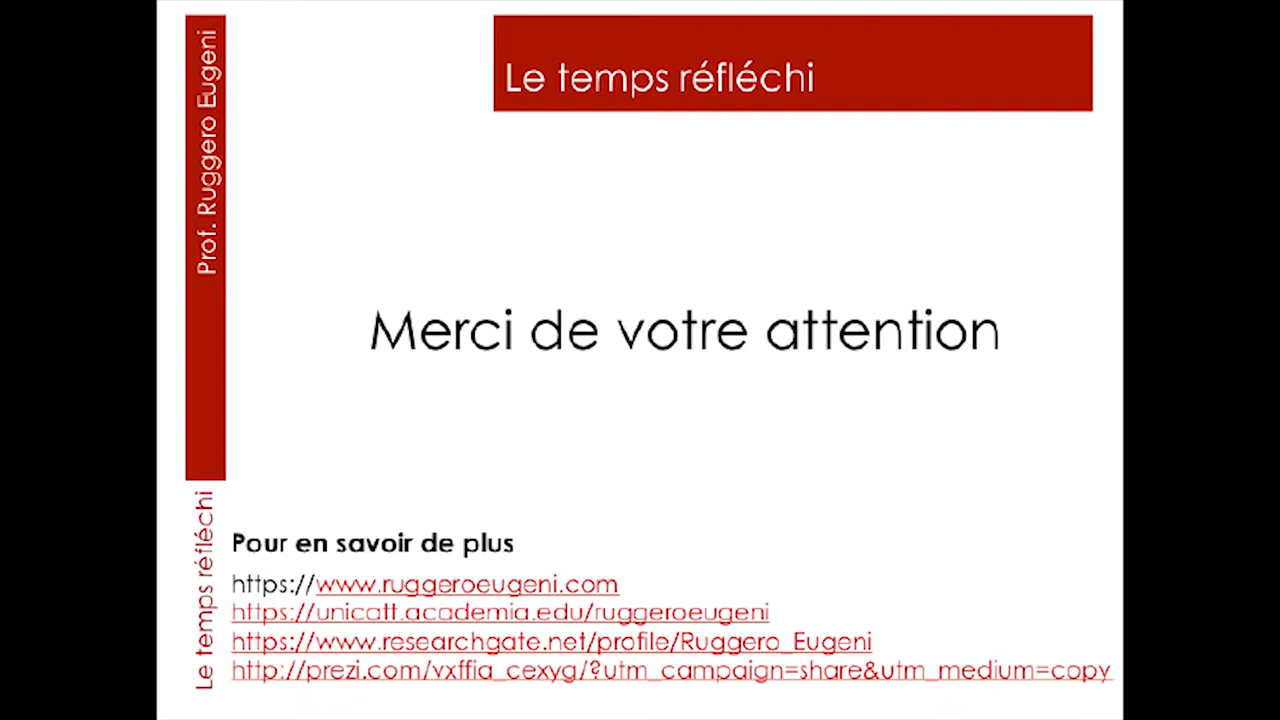 Prof. Ruggero Eugeni
Le temps réfléchi
Le temps réfléchi
Merci de votre attention
Pour en savoir de plus
https://www.ruggeroeugeni.com
https://unicatt.academia.edu/ruggeroeugeni
https://www.researchgate.net/profile/Ruggero_Eugeni
http://prezi.com/vxffia_cexyg/?utm_campaign=share&utm_medium=copy